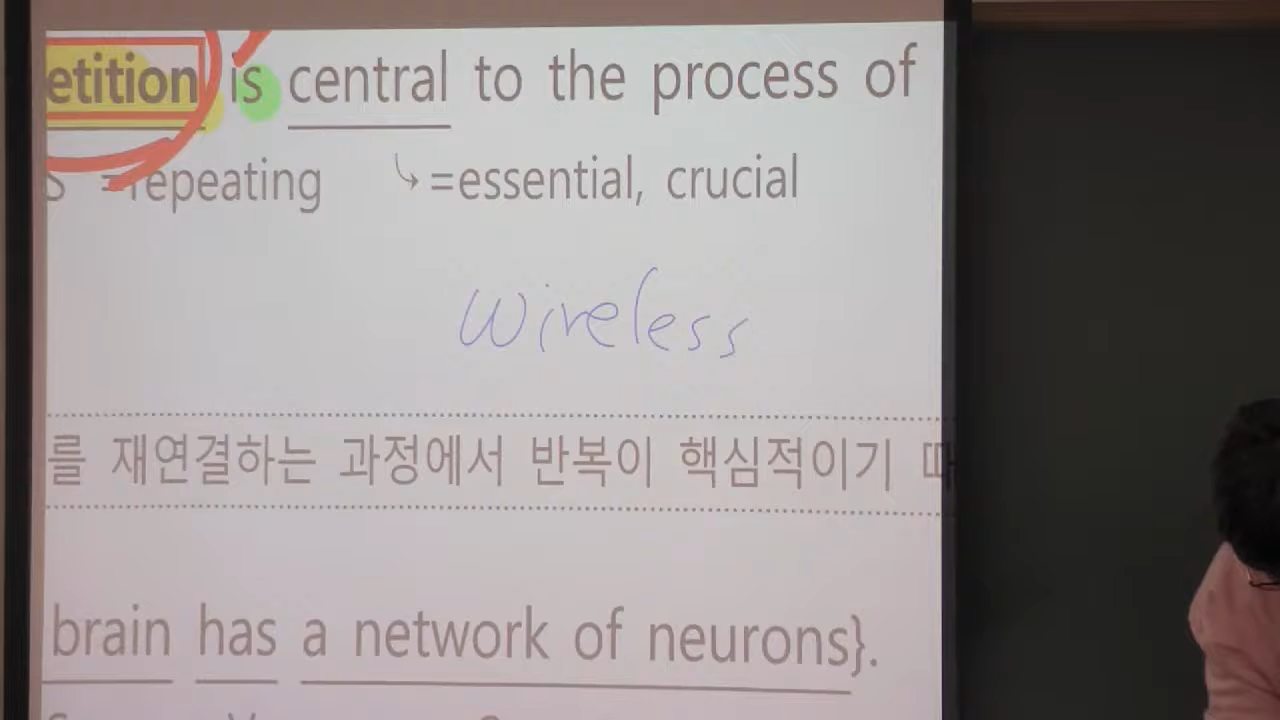 etition is central to the process of
S =repeating ↳ =essential, crucial
wireless
를 재연결하는 과정에서 반복이 핵심적이기 때
brain has a network of neurons}.